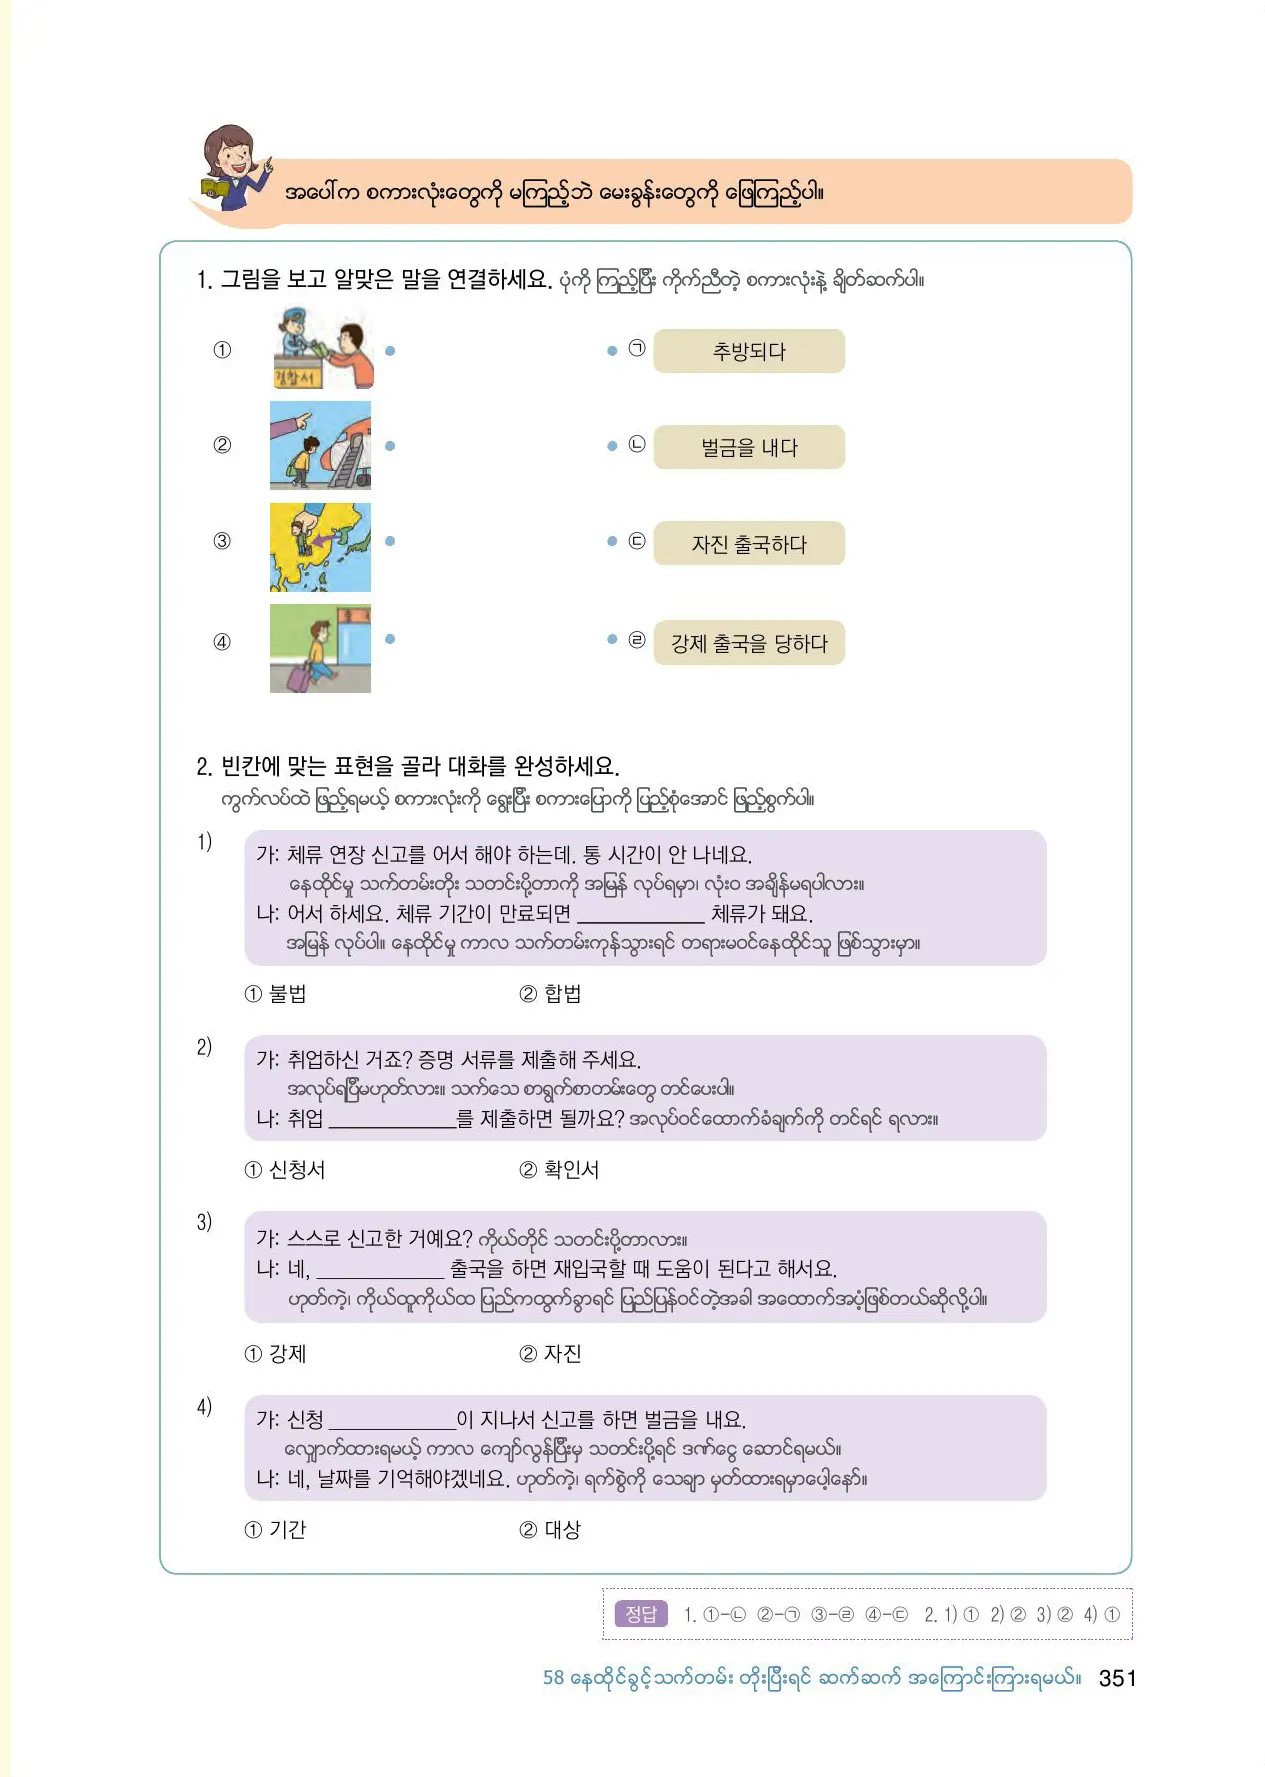 အပေါ်က စကားလုံးတွေကို မကြည့်ဘဲ မေးခွန်းတွေကို ဖြေကြည့်ပါ။
1. 그림을 보고 알맞은 말을 연결하세요. ပုံကို ကြည့်ပြီး ကိုက်ညီတဲ့ စကားလုံးနဲ့ ချိတ်ဆက်ပါ။
① 경찰서 ㉠ 추방되다
② ㉡ 벌금을 내다
③ ㉢ 자진 출국하다
④ ㉣ 강제 출국을 당하다
2. 빈칸에 맞는 표현을 골라 대화를 완성하세요.
ကွက်လပ်ထဲ ဖြည့်ရမယ့် စကားလုံးကို ရွေးပြီး စကားပြောကို ပြည့်စုံအောင် ဖြည့်စွက်ပါ။
1) 가: 체류 연장 신고를 어서 해야 하는데. 통 시간이 안 나네요.
နေထိုင်မှု သက်တမ်းတိုး သတင်းပို့တာကို အမြန် လုပ်ရမှာ၊ လုံးဝ အချိန်မရပါလား။
나: 어서 하세요. 체류 기간이 만료되면 ____________ 체류가 돼요.
အမြန် လုပ်ပါ။ နေထိုင်မှု ကာလ သက်တမ်းကုန်သွားရင် တရားမဝင်နေထိုင်သူ ဖြစ်သွားမှာ။
① 불법 ② 합법
2) 가: 취업하신 거죠? 증명 서류를 제출해 주세요.
အလုပ်ရပြီမဟုတ်လား။ သက်သေ စာရွက်စာတမ်းတွေ တင်ပေးပါ။
나: 취업 ____________를 제출하면 될까요? အလုပ်ဝင်ထောက်ခံချက်ကို တင်ရင် ရလား။
① 신청서 ② 확인서
3) 가: 스스로 신고한 거예요? ကိုယ်တိုင် သတင်းပို့တာလား။
나: 네, ____________ 출국을 하면 재입국할 때 도움이 된다고 해서요.
ဟုတ်ကဲ့၊ ကိုယ်ထူကိုယ်ထ ပြည်ကထွက်ခွာရင် ပြည်ပြန်ဝင်တဲ့အခါ အထောက်အပံ့ဖြစ်တယ်ဆိုလို့ပါ။
① 강제 ② 자진
4) 가: 신청 ____________이 지나서 신고를 하면 벌금을 내요.
လျှောက်ထားရမယ့် ကာလ ကျော်လွန်ပြီးမှ သတင်းပို့ရင် ဒဏ်ငွေ ဆောင်ရမယ်။
나: 네, 날짜를 기억해야겠네요. ဟုတ်ကဲ့၊ ရက်စွဲကို သေချာ မှတ်ထားရမှာပေါ့နော်။
① 기간 ② 대상
정답 1. ①-㉡ ②-㉠ ③-㉣ ④-㉢ 2. 1) ① 2) ② 3) ② 4) ①
58 နေထိုင်ခွင့်သက်တမ်း တိုးပြီးရင် ဆက်ဆက် အကြောင်းကြားရမယ်။ 351